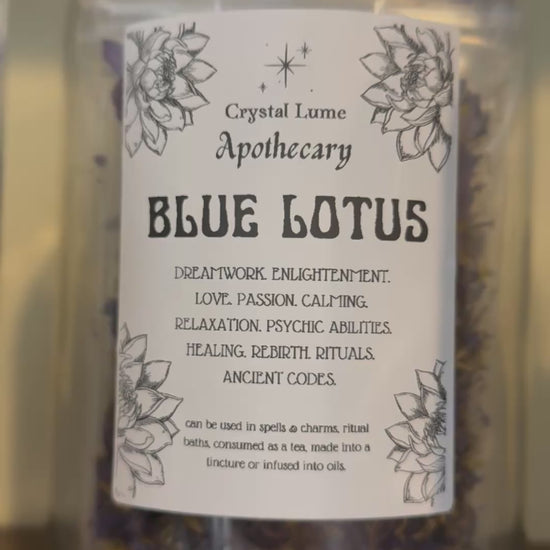 Crystal Lume
Apothecary
BLUE LOTUS
DREAMWORK. ENLIGHTENMENT.
LOVE. PASSION. CALMING.
RELAXATION. PSYCHIC ABILITIES.
HEALING. REBIRTH. RITUALS.
ANCIENT CODES.
can be used in spells & charms, ritual
baths, consumed as a tea, made into a
tincture or infused into oils.